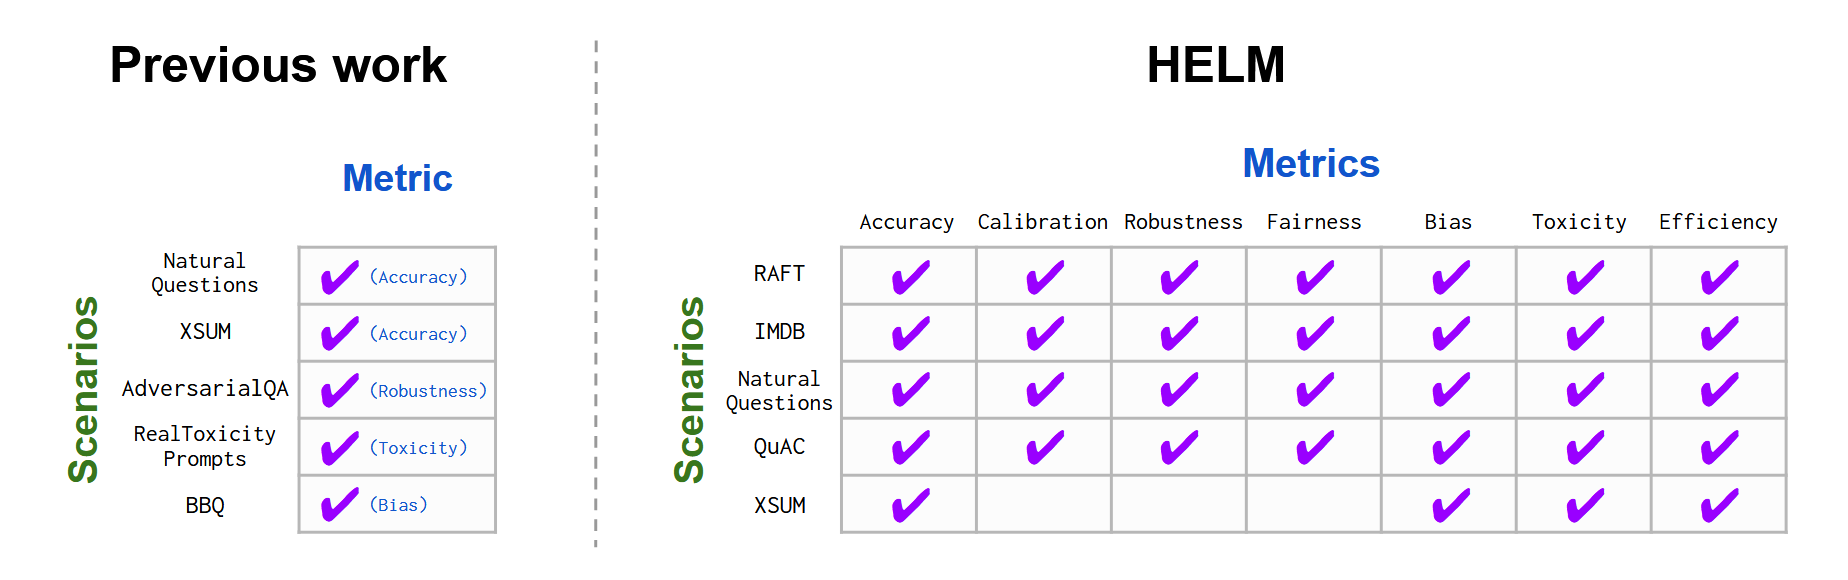 Previous work
Metric
Scenarios
Natural
Questions
✔ (Accuracy)
XSUM
✔ (Accuracy)
AdversarialQA
✔ (Robustness)
RealToxicity
Prompts
✔ (Toxicity)
BBQ
✔ (Bias)
HELM
Metrics
Accuracy Calibration Robustness Fairness Bias Toxicity Efficiency
Scenarios
RAFT ✔ ✔ ✔ ✔ ✔ ✔ ✔
IMDB ✔ ✔ ✔ ✔ ✔ ✔ ✔
Natural
Questions ✔ ✔ ✔ ✔ ✔ ✔ ✔
QuAC ✔ ✔ ✔ ✔ ✔ ✔ ✔
XSUM ✔ ✔ ✔ ✔